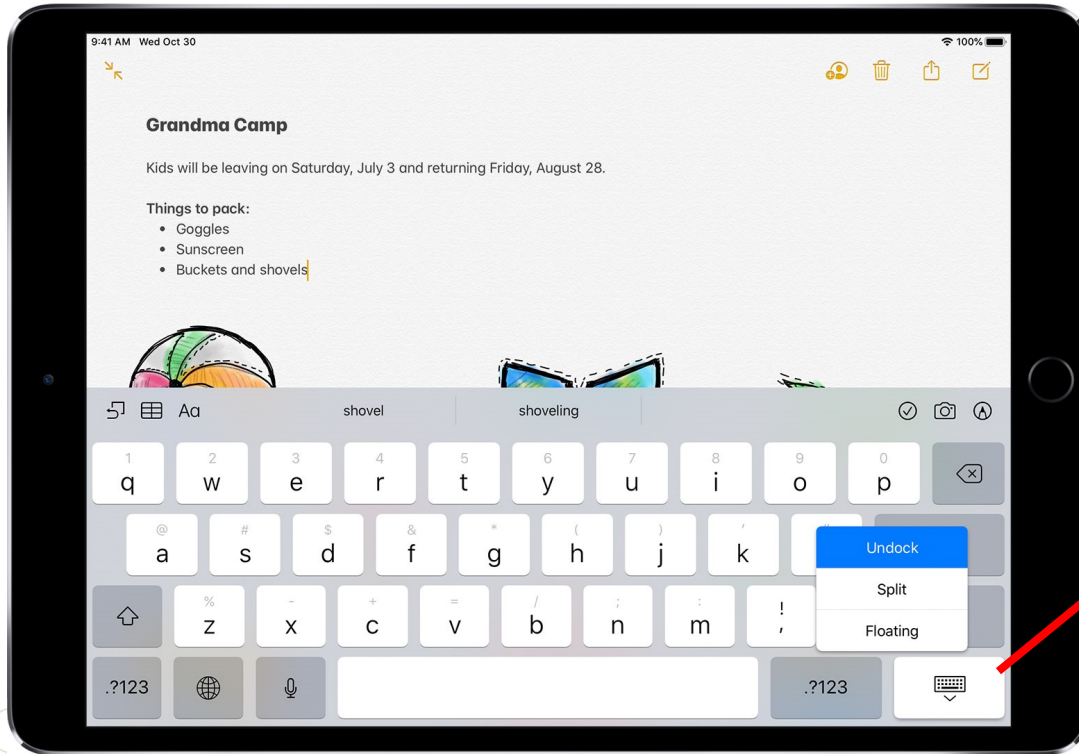 9:41 AM Wed Oct 30 100%
Grandma Camp
Kids will be leaving on Saturday, July 3 and returning Friday, August 28.
Things to pack:
• Goggles
• Sunscreen
• Buckets and shovels
Aa shovel shoveling
1 2 3 4 5 6 7 8 9 0
q w e r t y u i o p
@ # $ & * ( ) '
a s d f g h j k
Undock
Split
Floating
% - + = / ; : !
z x c v b n m ,
.?123 .?123